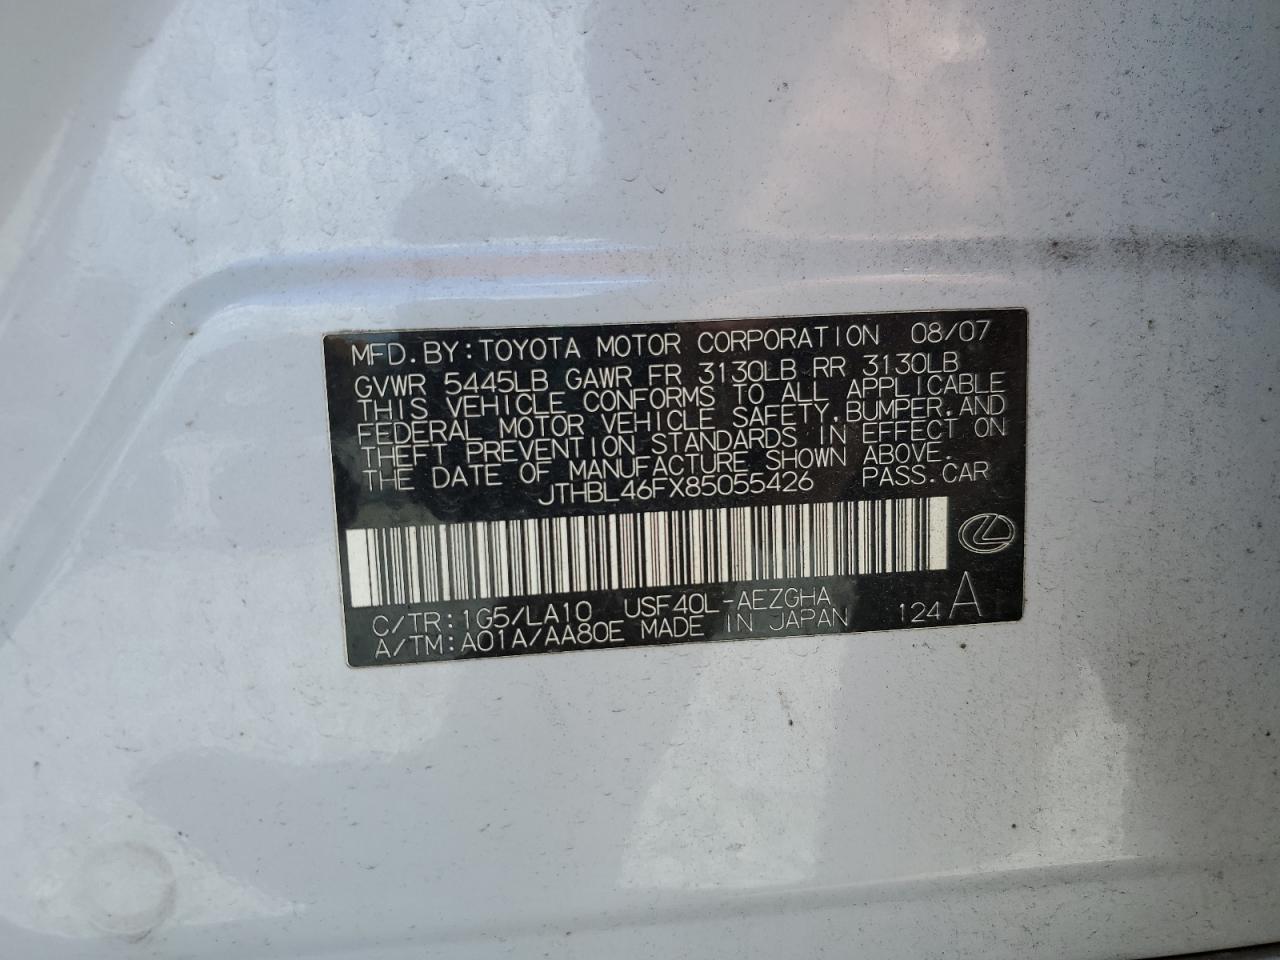 MFD.BY:TOYOTA MOTOR CORPORATION 08/07
GVWR 5445LB GAWR FR 3130LB RR 3130LB
THIS VEHICLE CONFORMS TO ALL APPLICABLE
FEDERAL MOTOR VEHICLE SAFETY,BUMPER,AND
THEFT PREVENTION STANDARDS IN EFFECT ON
THE DATE OF MANUFACTURE SHOWN ABOVE.
JTHBL46FX85055426 PASS.CAR
C/TR:1G5/LA10 USF40L-AEZGHA
A/TM:A01A/AA80E MADE IN JAPAN 124 A